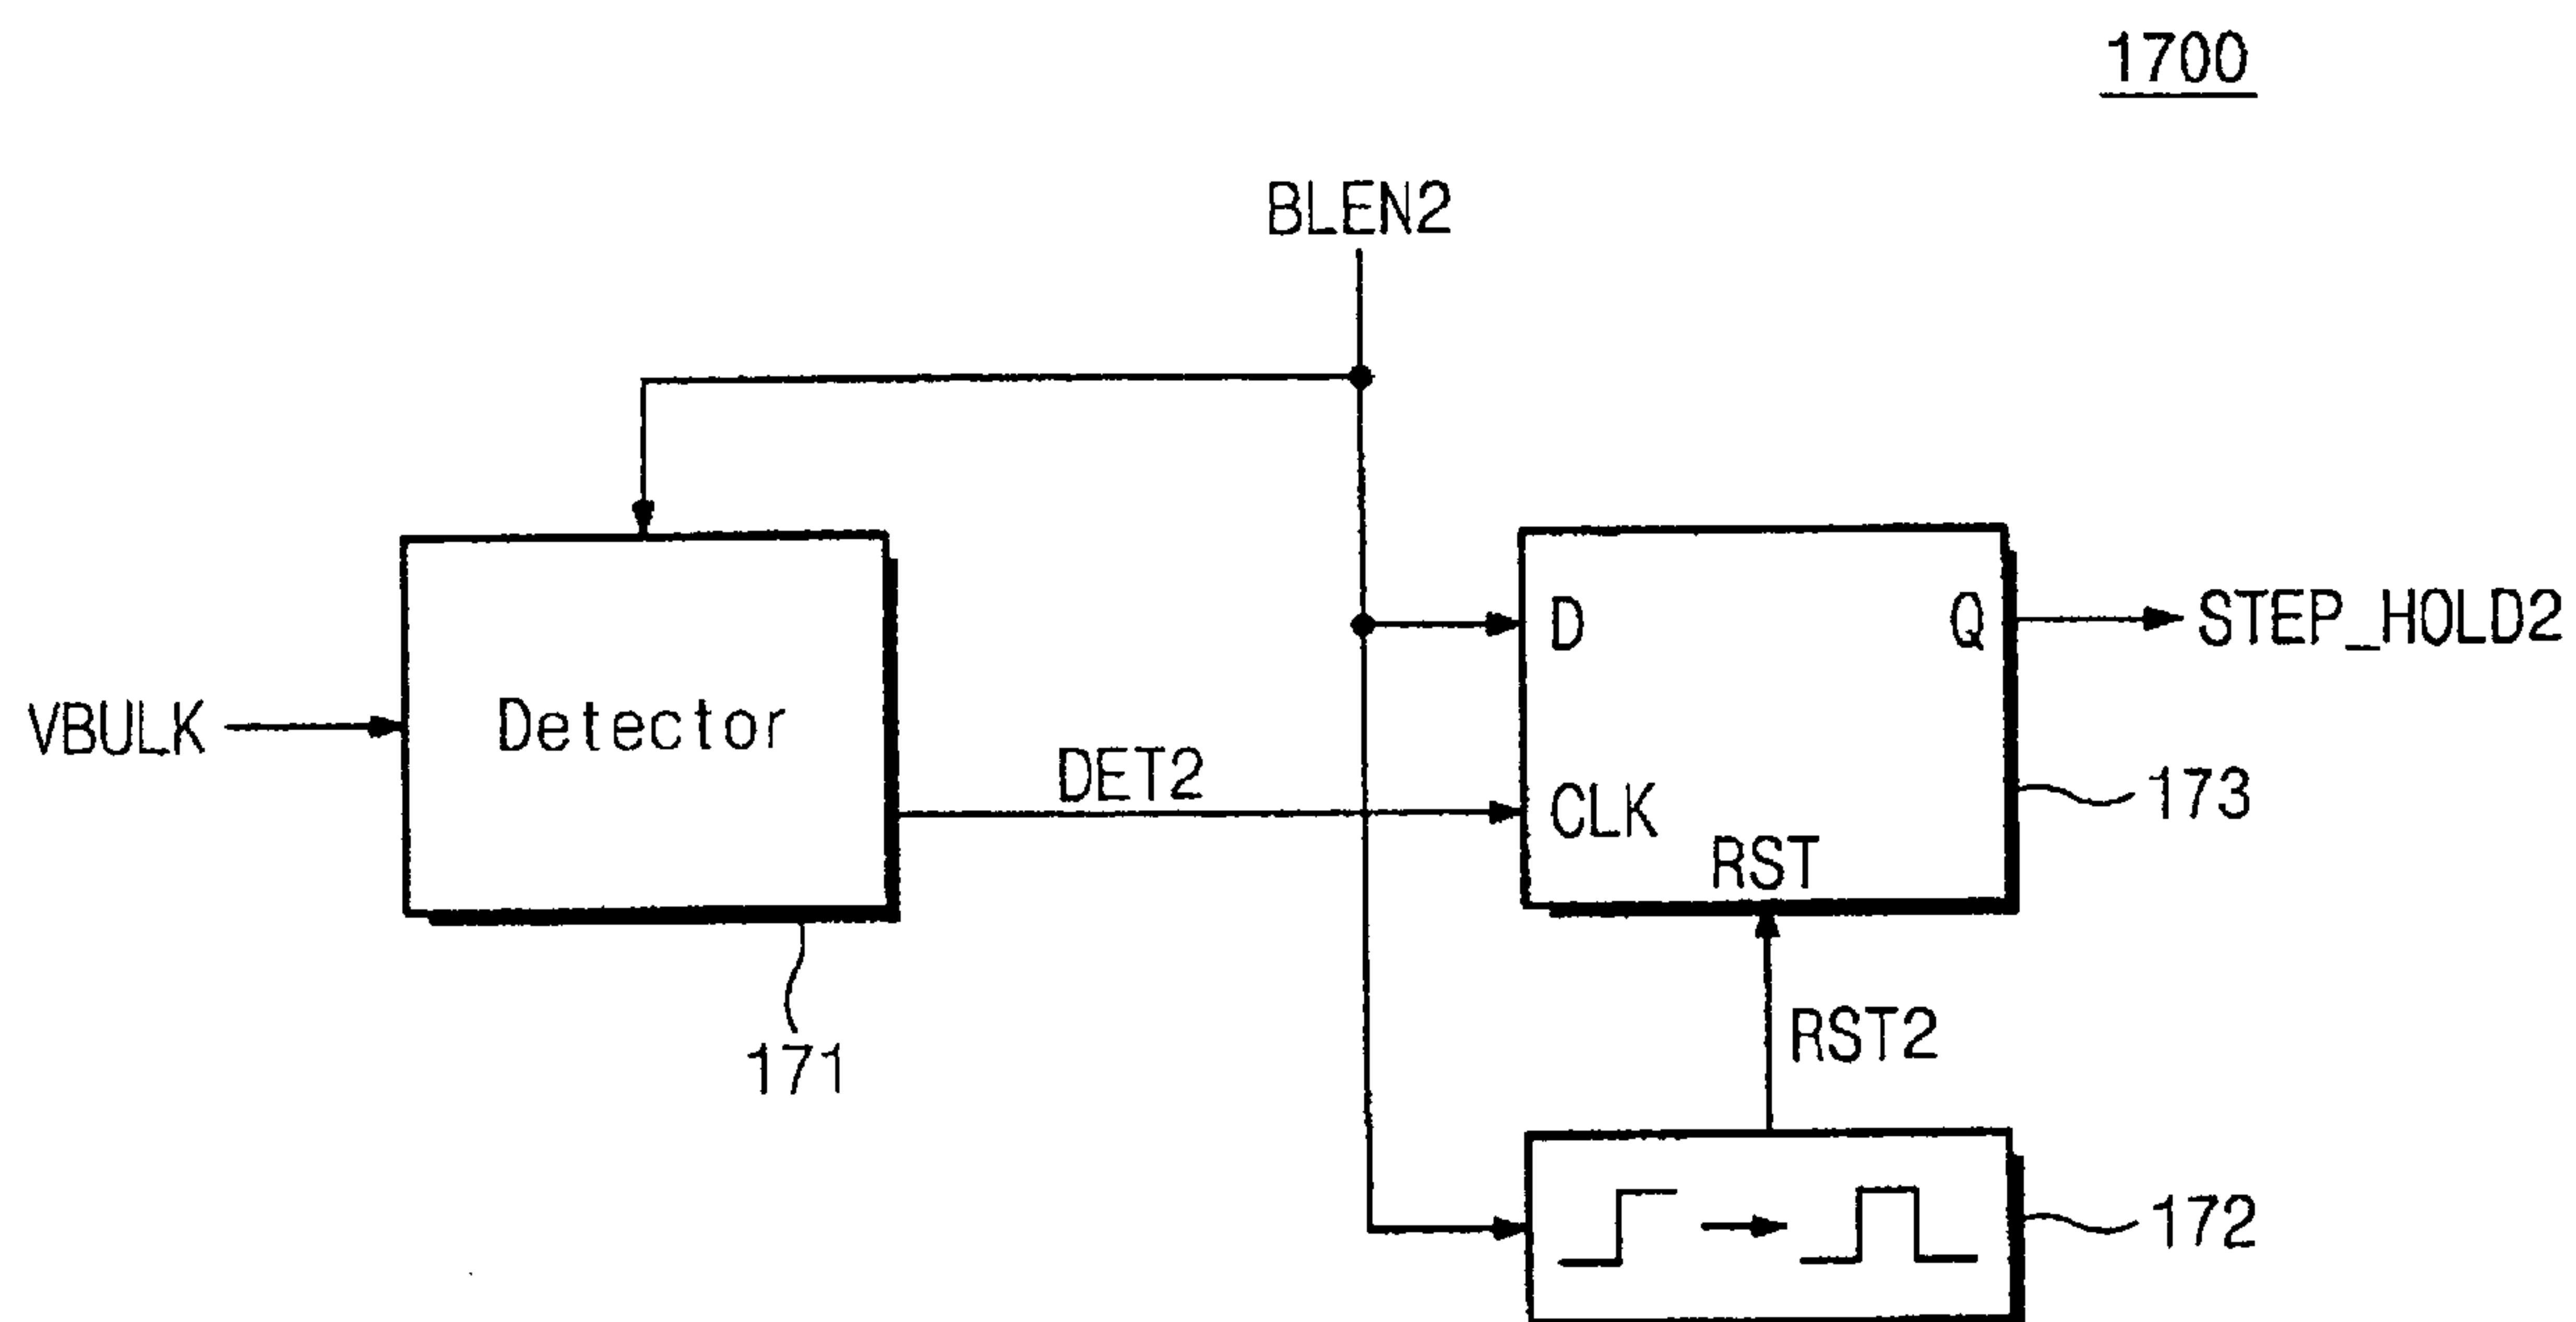 1700
BLEN2
D
Q
STEP_HOLD2
VBULK
Detector
DET2
CLK
173
RST
171
RST2
172